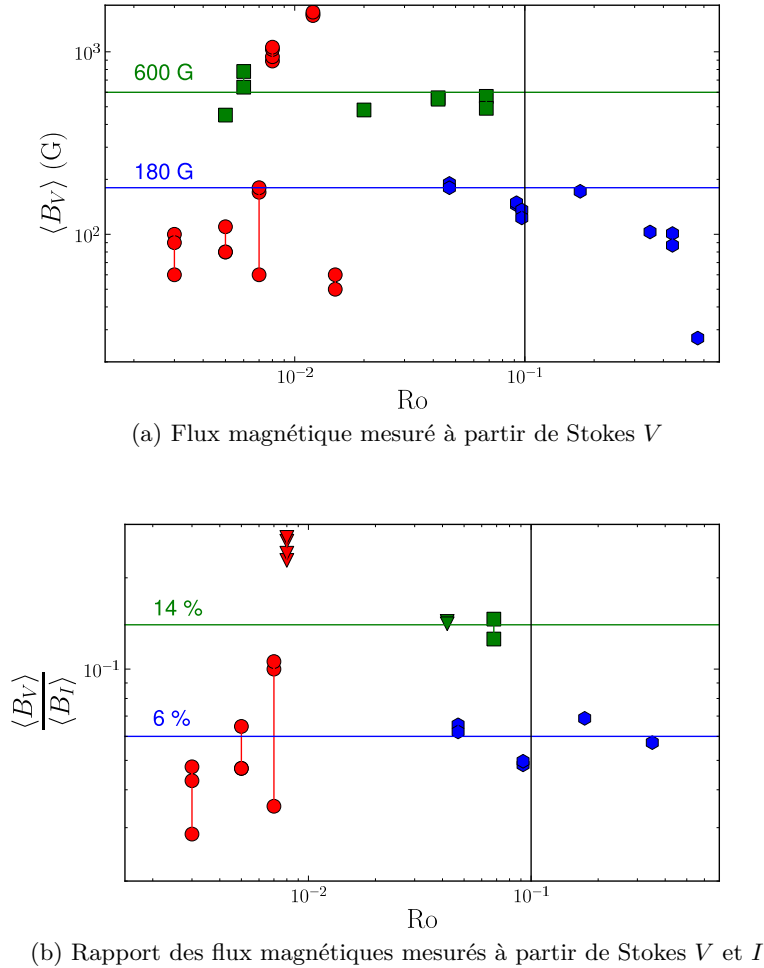 10³
600 G
180 G
⟨B_V⟩ (G)
10²
10⁻² 10⁻¹
Ro
(a) Flux magnétique mesuré à partir de Stokes V
14 %
10⁻¹
⟨B_V⟩
⟨B_I⟩
6 %
10⁻² 10⁻¹
Ro
(b) Rapport des flux magnétiques mesurés à partir de Stokes V et I